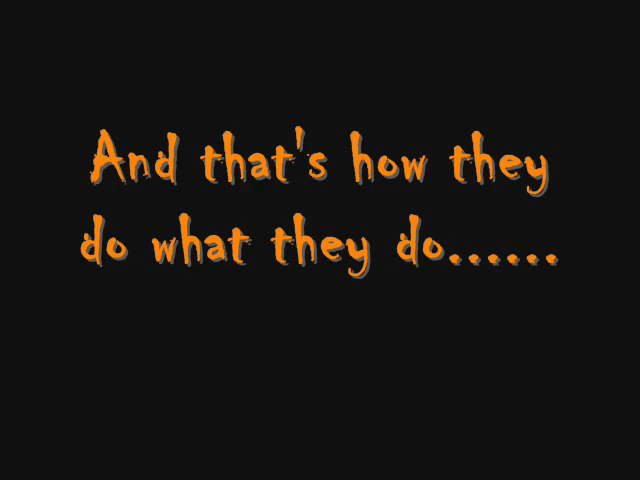 And that's how they
do what they do......